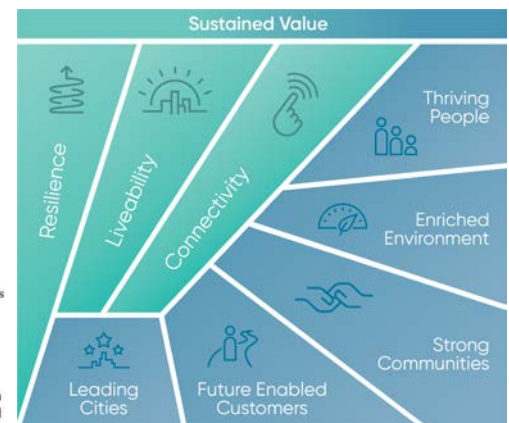 Sustained Value
Resilience
Liveability
Connectivity
Thriving
People
Enriched
Environment
Strong
Communities
Future Enabled
Customers
Leading
Cities
s